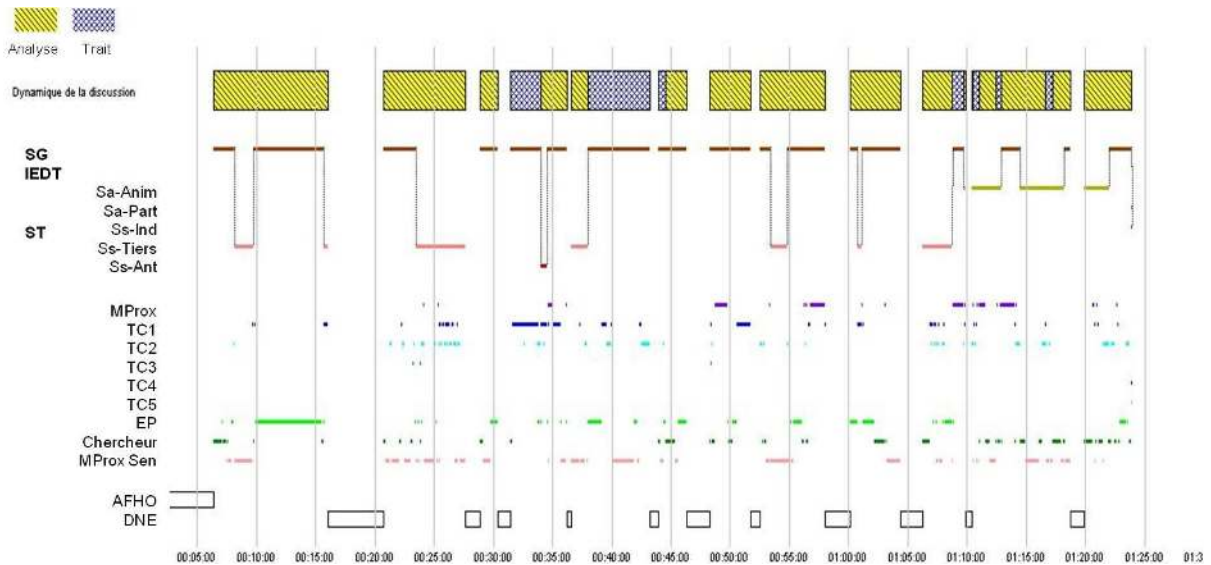 Analyse Trait
Dynamique de la discussion
SG
IEDT
Sa-Anim
Sa-Part
ST Ss-Ind
Ss-Tiers
Ss-Ant
MProx
TC1
TC2
TC3
TC4
TC5
EP
Chercheur
MProx Sen
AFHO
DNE
00:05:00 00:10:00 00:15:00 00:20:00 00:25:00 00:30:00 00:35:00 00:40:00 00:45:00 00:50:00 00:55:00 01:00:00 01:05:00 01:10:00 01:15:00 01:20:00 01:25:00 01:3